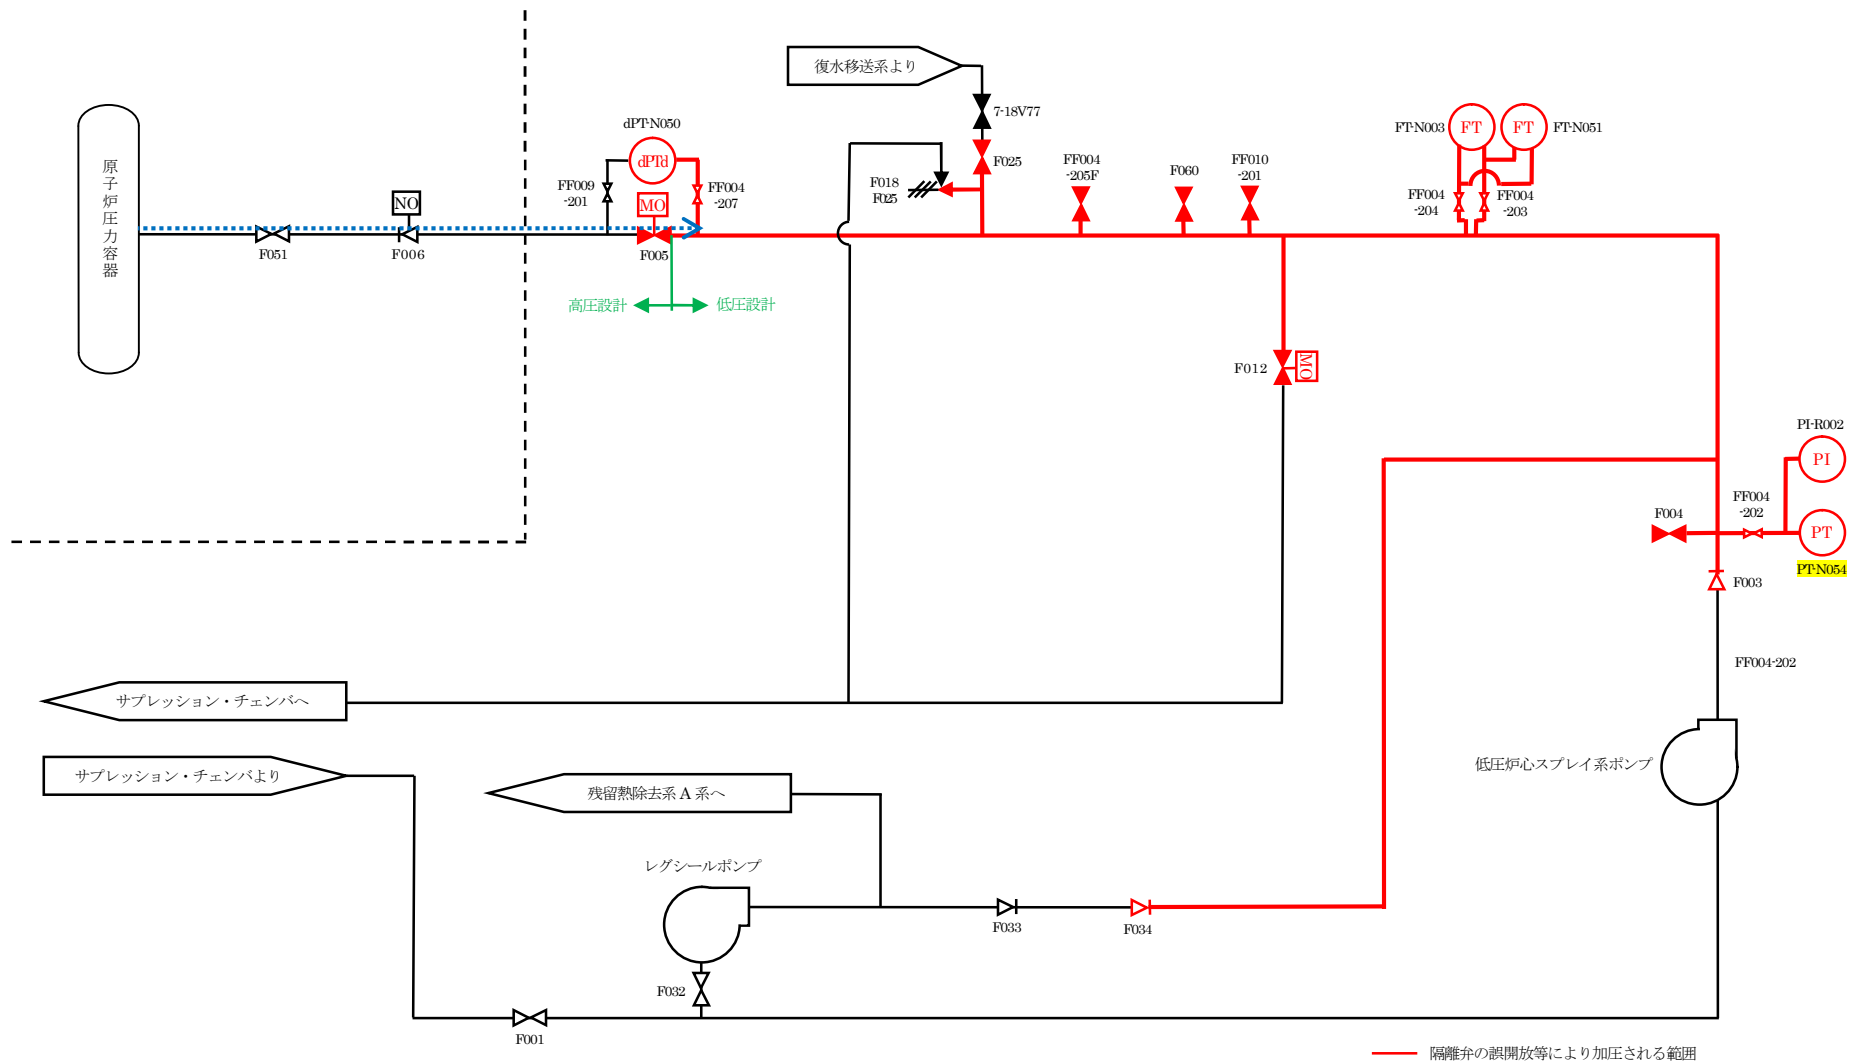 復水移送系より
7-18V77
dPT-N050
dPTd
FF009
-201
FF004
-207
MO
F005
原子炉圧力容器
NO
F051
F006
高圧設計
低圧設計
F018
F025
F025
FF004
-205F
F060
FF010
-201
FT-N003
FT
FT
FT-N051
FF004
-204
FF004
-203
F012
MO
PI-R002
PI
FF004
-202
F004
PT
PT-N054
F003
FF004-202
サプレッション・チェンバへ
サプレッション・チェンバより
残留熱除去系 A 系へ
低圧炉心スプレイ系ポンプ
レグシールポンプ
F033
F034
F032
F001
隔離弁の誤開放等により加圧される範囲